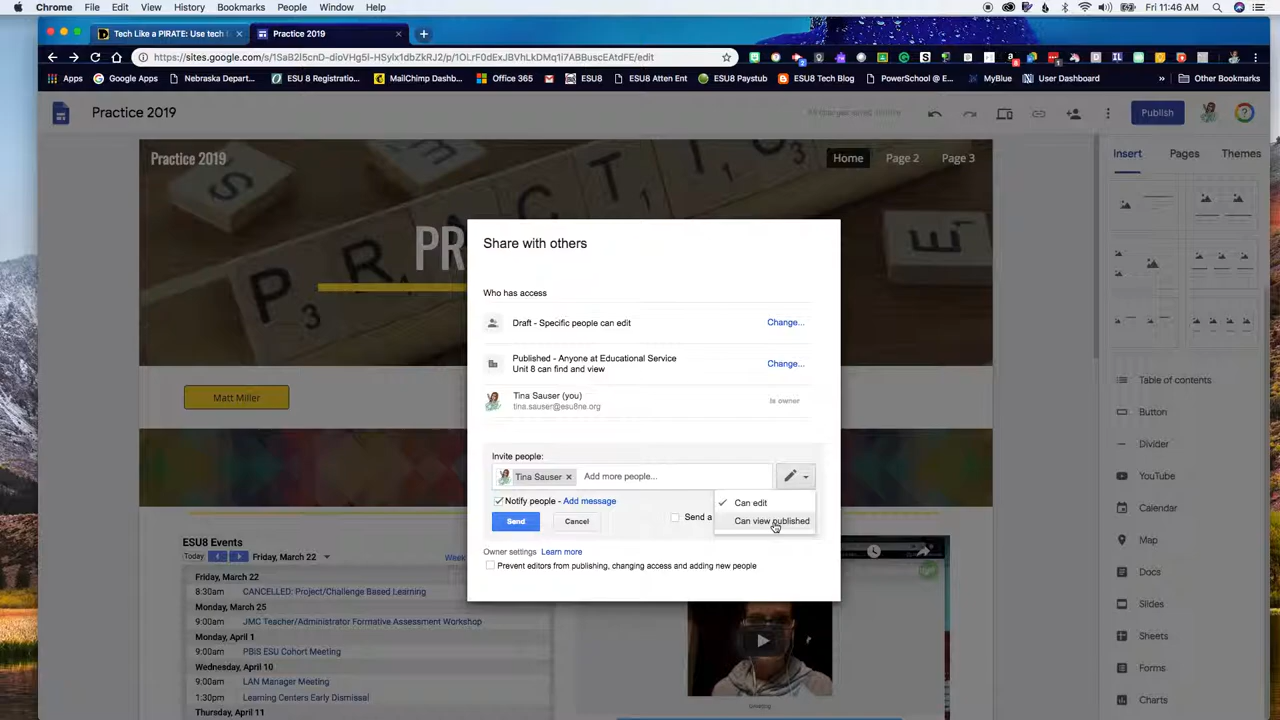 Chrome File Edit View History Bookmarks People Window Help Fri 11:46 AM
Tech Like a PIRATE: Use tech Practice 2019
https://sites.google.com/s/1SaB2l5cnD-dioVHg5l-HSylx1dbZkRJ2/p/1OLrF0dExJBVhLkDMq1i7ABBuscEAtdFE/edit
Apps Google Apps Nebraska Depart... ESU 8 Registratio... MailChimp Dashb... Office 365 ESU8 ESU8 Atten Ent ESU8 Paystub ESU8 Tech Blog PowerSchool @ E... MyBlue User Dashboard » Other Bookmarks
Practice 2019 Publish
Insert Pages Themes
Practice 2019 Home Page 2 Page 3
PR
Matt Miller
Share with others
Who has access
Draft - Specific people can edit Change...
Published - Anyone at Educational Service
Unit 8 can find and view Change...
Tina Sauser (you)
tina.sauser@esu8ne.org Is owner
Invite people:
Tina Sauser Add more people...
Notify people - Add message
Can edit
Send a
Can view published
Send Cancel
Owner settings Learn more
Prevent editors from publishing, changing access and adding new people
ESU8 Events
Today Friday, March 22 Week
Friday, March 22
8:30am CANCELLED: Project/Challenge Based Learning
Monday, March 25
9:00am JMC Teacher/Administrator Formative Assessment Workshop
Monday, April 1
9:00am PBiS ESU Cohort Meeting
Wednesday, April 10
9:00am LAN Manager Meeting
1:30pm Learning Centers Early Dismissal
Thursday, April 11
Table of contents
Button
Divider
YouTube
Calendar
Map
Docs
Slides
Sheets
Forms
Charts